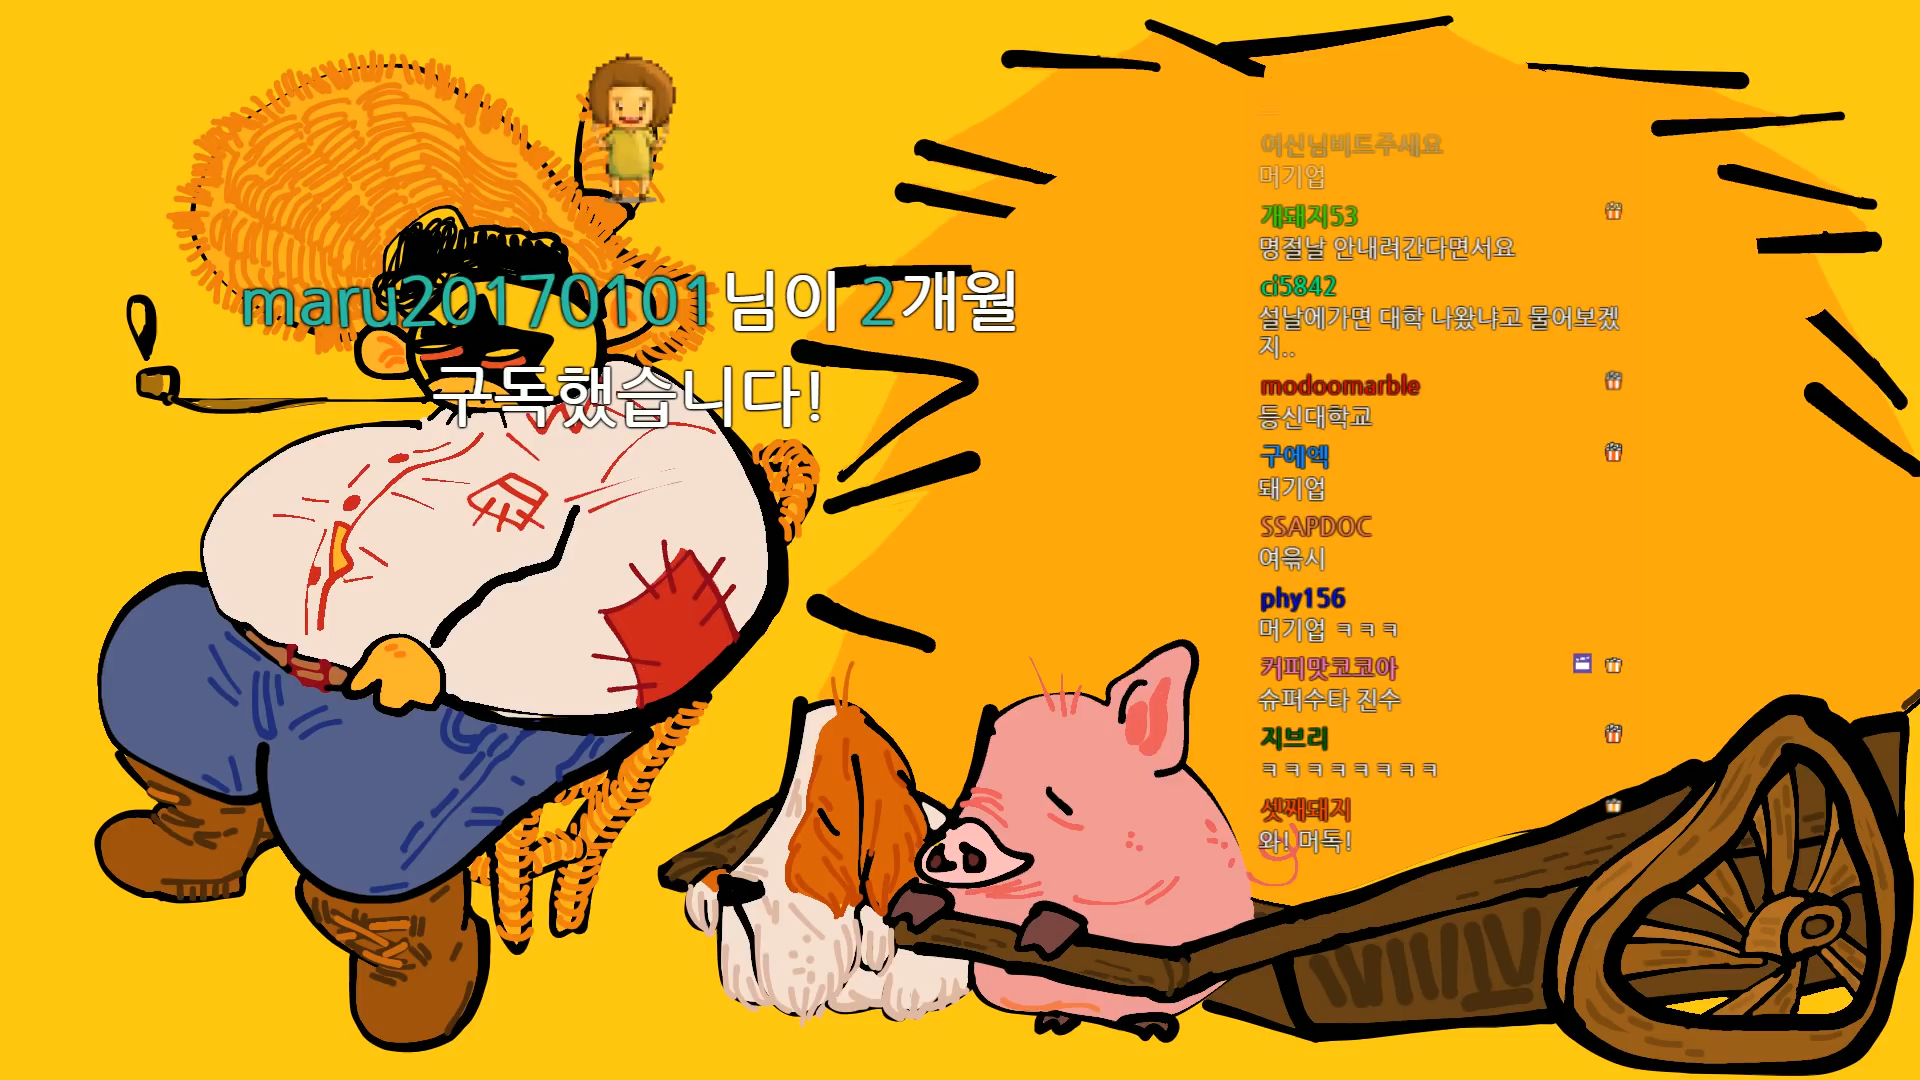 maru20170101님이 2개월
구독했습니다!
여신님비트주세요
머기업
개돼지53
명절날 안내려간다면서요
ci5842
설날에가면 대학 나왔냐고 물어보겠
지..
modoomarble
등신대학교
구에엑
돼기업
SSAPDOC
여윾시
phy156
머기업 ㅋㅋㅋ
커피맛코코아
슈퍼수타 진수
지브리
ㅋㅋㅋㅋㅋㅋㅋㅋ
셋째돼지
와! 머독!